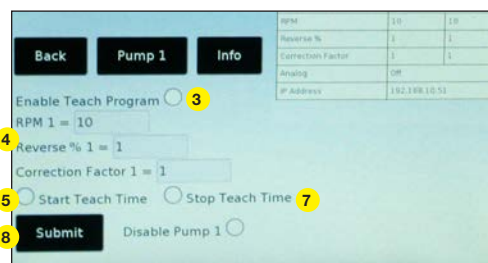 RPM 10 10
Reverse % 1 1
Correction Factor 1 1
Analog Off
IP Address 192.168.10.51
Back Pump 1 Info
Enable Teach Program 3
RPM 1 = 10
4
Reverse % 1 = 1
Correction Factor 1 = 1
5 Start Teach Time Stop Teach Time 7
8 Submit Disable Pump 1